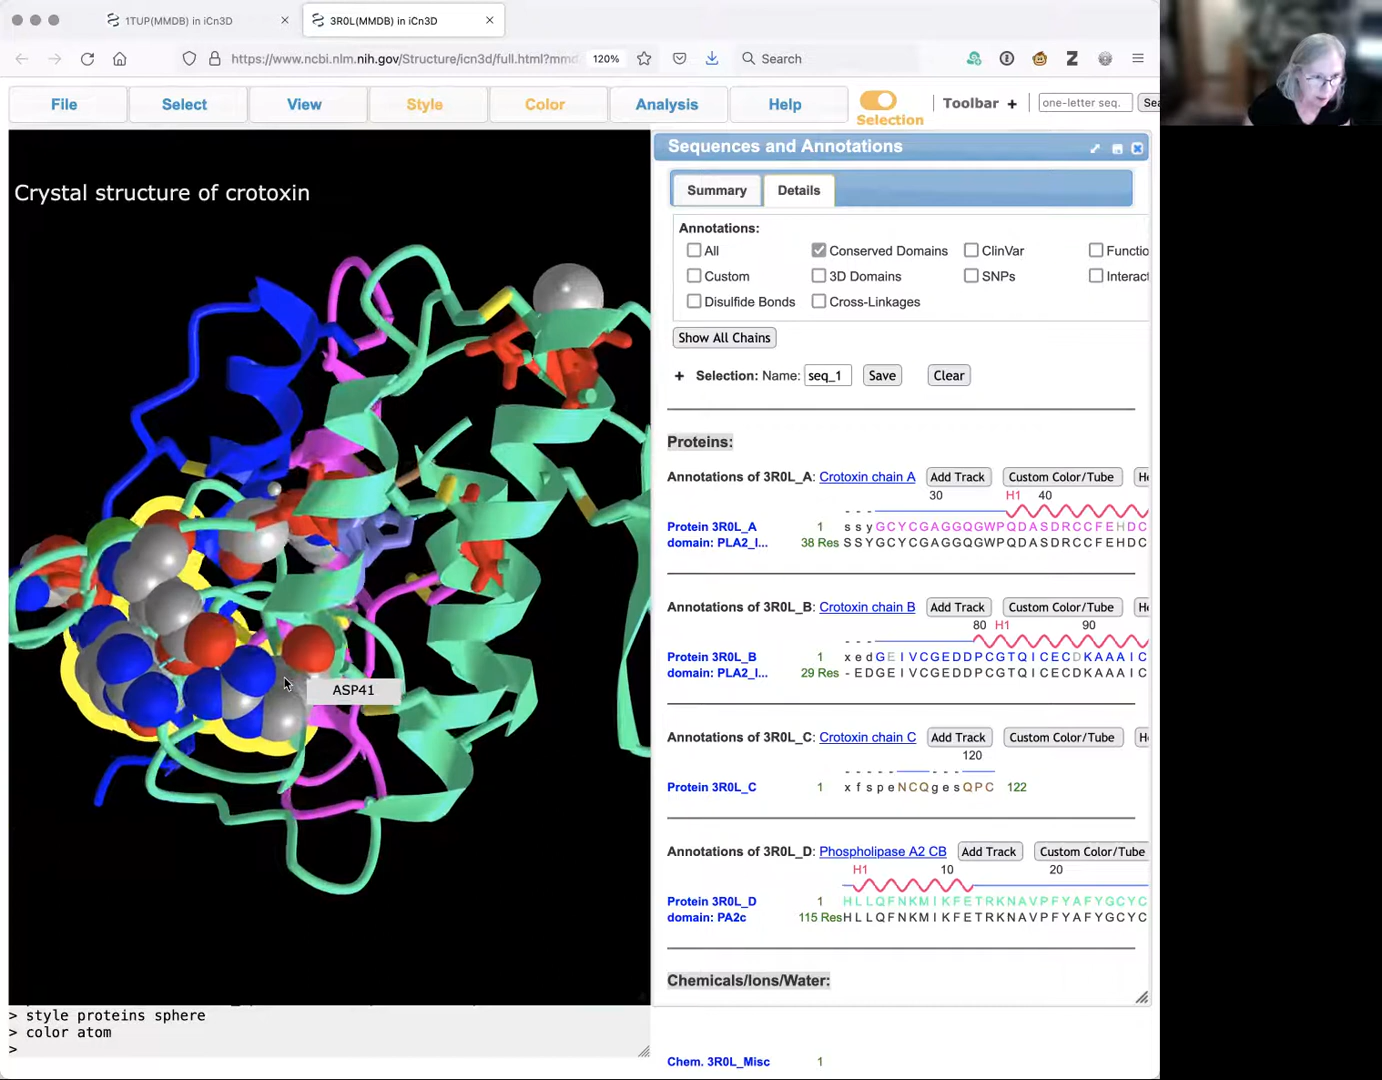 1TUP(MMDB) in iCn3D
3R0L(MMDB) in iCn3D
https://www.ncbi.nlm.nih.gov/Structure/icn3d/full.html?mmd
120%
Search
File
Select
View
Style
Color
Analysis
Help
Selection
Toolbar +
one-letter seq.
Sea
Crystal structure of crotoxin
ASP41
Sequences and Annotations
Summary
Details
Annotations:
All
Conserved Domains
ClinVar
Functio
Custom
3D Domains
SNPs
Interact
Disulfide Bonds
Cross-Linkages
Show All Chains
+ Selection: Name: seq_1 Save Clear
Proteins:
Annotations of 3R0L_A: Crotoxin chain A Add Track Custom Color/Tube He
30 H1 40
Protein 3R0L_A 1 s s y G C Y C G A G G Q G W P Q D A S D R C C F E H D C
domain: PLA2_I... 38 Res S S Y G C Y C G A G G Q G W P Q D A S D R C C F E H D C
Annotations of 3R0L_B: Crotoxin chain B Add Track Custom Color/Tube He
80 H1 90
Protein 3R0L_B 1 x e d G E I V C G E D D P C G T Q I C E C D K A A A I C
domain: PLA2_I... 29 Res - E D G E I V C G E D D P C G T Q I C E C D K A A A I C
Annotations of 3R0L_C: Crotoxin chain C Add Track Custom Color/Tube H
120
Protein 3R0L_C 1 x f s p e N C Q g e s Q P C 122
Annotations of 3R0L_D: Phospholipase A2 CB Add Track Custom Color/Tube
H1 10 20
Protein 3R0L_D 1 H L L Q F N K M I K F E T R K N A V P F Y A F Y G C Y C
domain: PA2c 115 Res H L L Q F N K M I K F E T R K N A V P F Y A F Y G C Y C
Chemicals/Ions/Water:
Chem. 3R0L_Misc 1
> style proteins sphere
> color atom
>